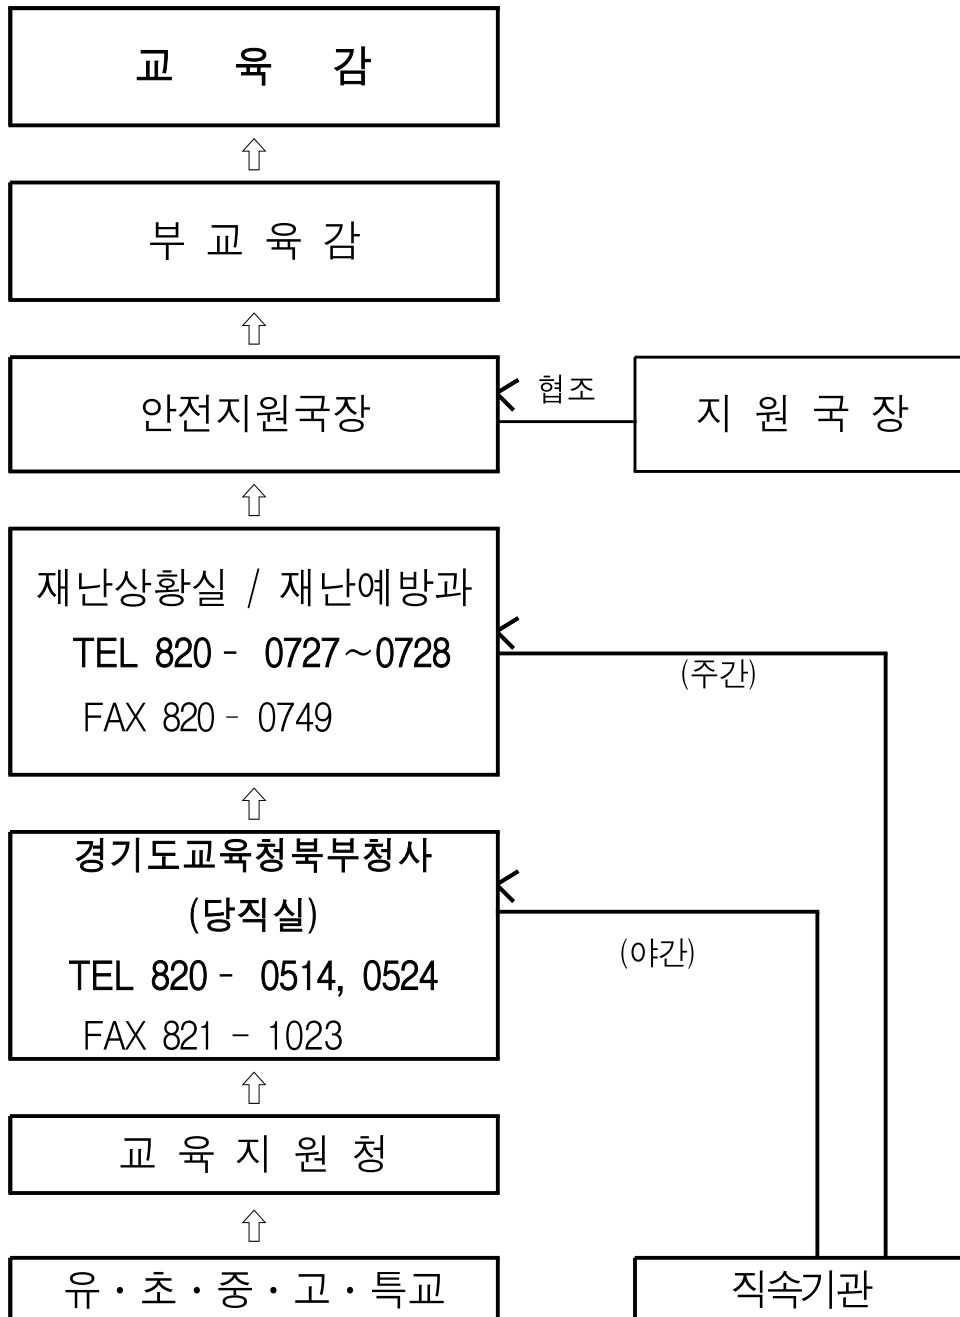 교 육 감
부 교 육 감
안전지원국장
협조
지 원 국 장
재난상황실 / 재난예방과
TEL 820 - 0727~0728
FAX 820 - 0749
(주간)
경기도교육청북부청사
(당직실)
TEL 820 - 0514, 0524
FAX 821 - 1023
(야간)
교 육 지 원 청
유·초·중·고·특교
직속기관